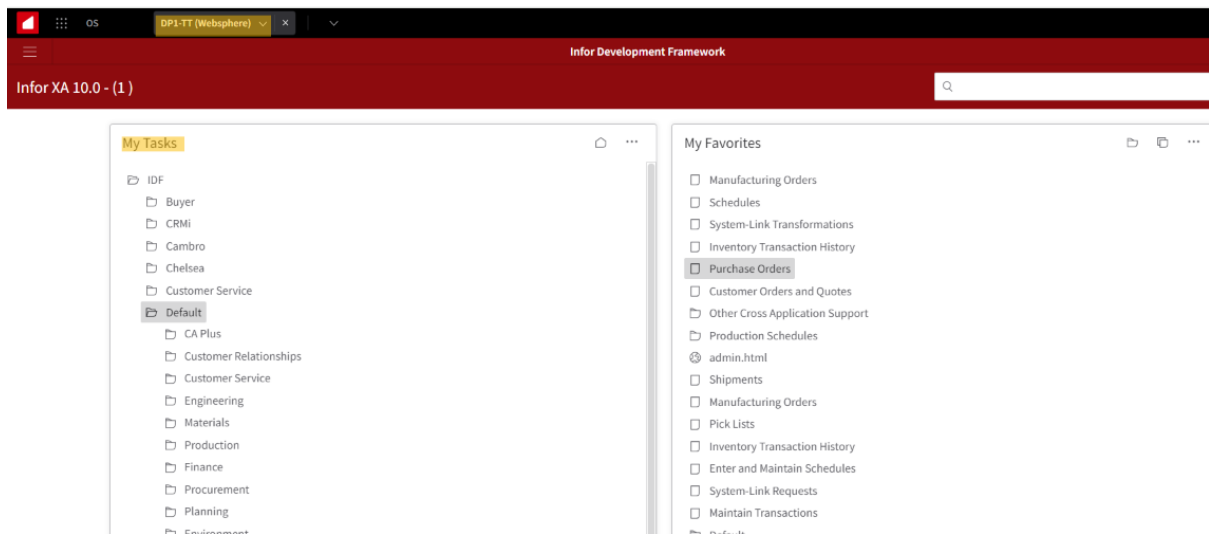 OS DP1-TT (Websphere)
Infor Development Framework
Infor XA 10.0 - (1 )
My Tasks
IDF
Buyer
CRMi
Cambro
Chelsea
Customer Service
Default
CA Plus
Customer Relationships
Customer Service
Engineering
Materials
Production
Finance
Procurement
Planning
Environment
My Favorites
Manufacturing Orders
Schedules
System-Link Transformations
Inventory Transaction History
Purchase Orders
Customer Orders and Quotes
Other Cross Application Support
Production Schedules
admin.html
Shipments
Manufacturing Orders
Pick Lists
Inventory Transaction History
Enter and Maintain Schedules
System-Link Requests
Maintain Transactions
Default